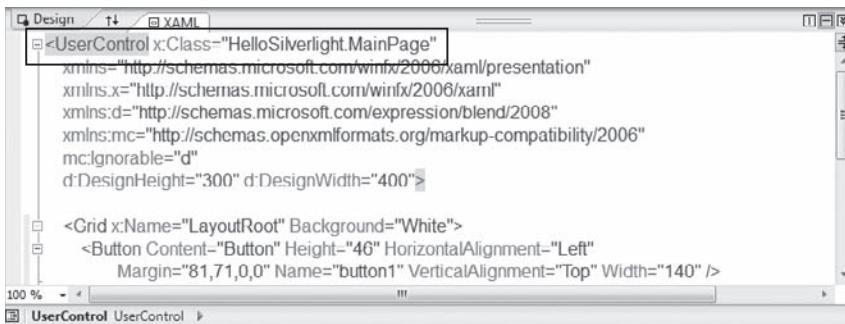 Design XAML
<UserControl x:Class="HelloSilverlight.MainPage"
xmlns="http://schemas.microsoft.com/winfx/2006/xaml/presentation"
xmlns:x="http://schemas.microsoft.com/winfx/2006/xaml"
xmlns:d="http://schemas.microsoft.com/expression/blend/2008"
xmlns:mc="http://schemas.openxmlformats.org/markup-compatibility/2006"
mc:Ignorable="d"
d:DesignHeight="300" d:DesignWidth="400">
<Grid x:Name="LayoutRoot" Background="White">
<Button Content="Button" Height="46" HorizontalAlignment="Left"
Margin="81,71,0,0" Name="button1" VerticalAlignment="Top" Width="140" />
100 %
UserControl UserControl